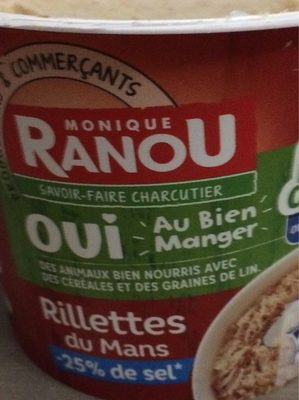 & COMMERÇANTS
MONIQUE
RANOU
SAVOIR-FAIRE CHARCUTIER
OUI Au Bien
Manger
DES ANIMAUX BIEN NOURRIS AVEC
DES CÉRÉALES ET DES GRAINES DE LIN.
Rillettes
du Mans
-25% de sel*